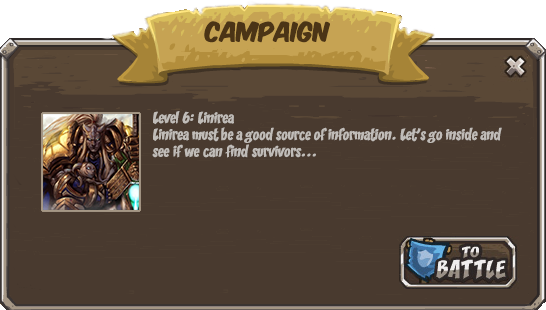 CAMPAIGN
Level 6: Linirea
Linirea must be a good source of information. Let's go inside and
see if we can find survivors...
TO
BATTLE